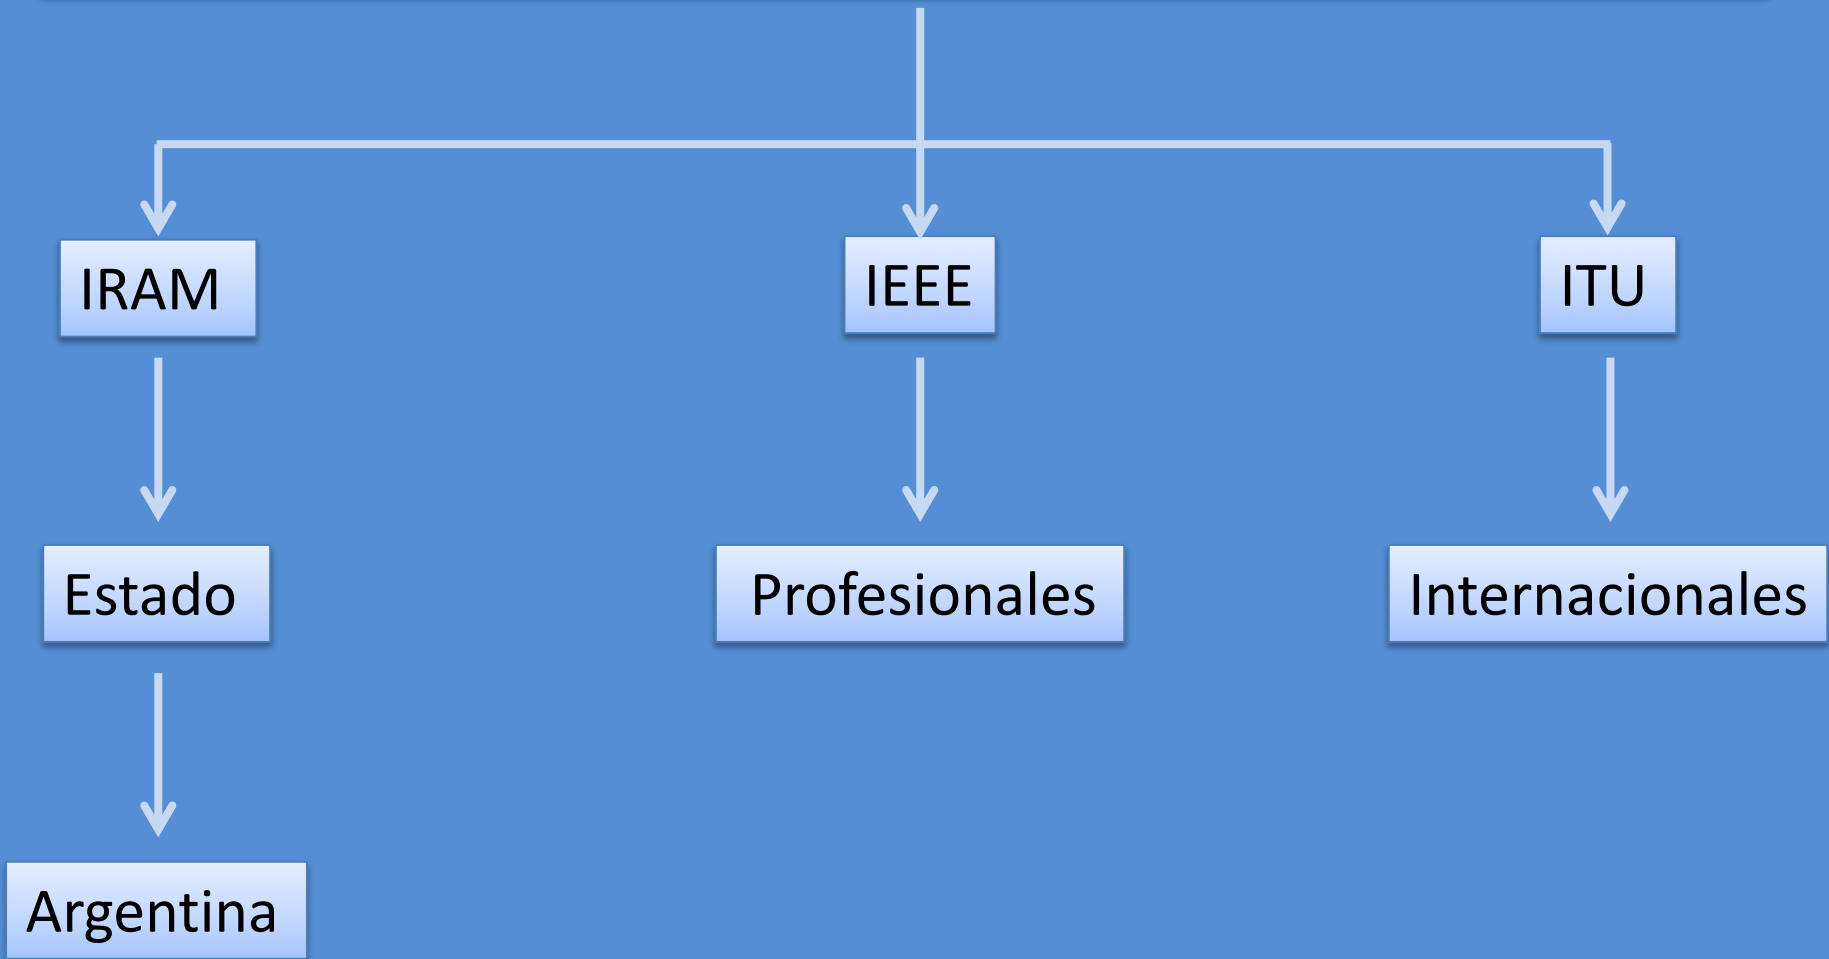 IRAM
IEEE
ITU
Estado
Profesionales
Internacionales
Argentina